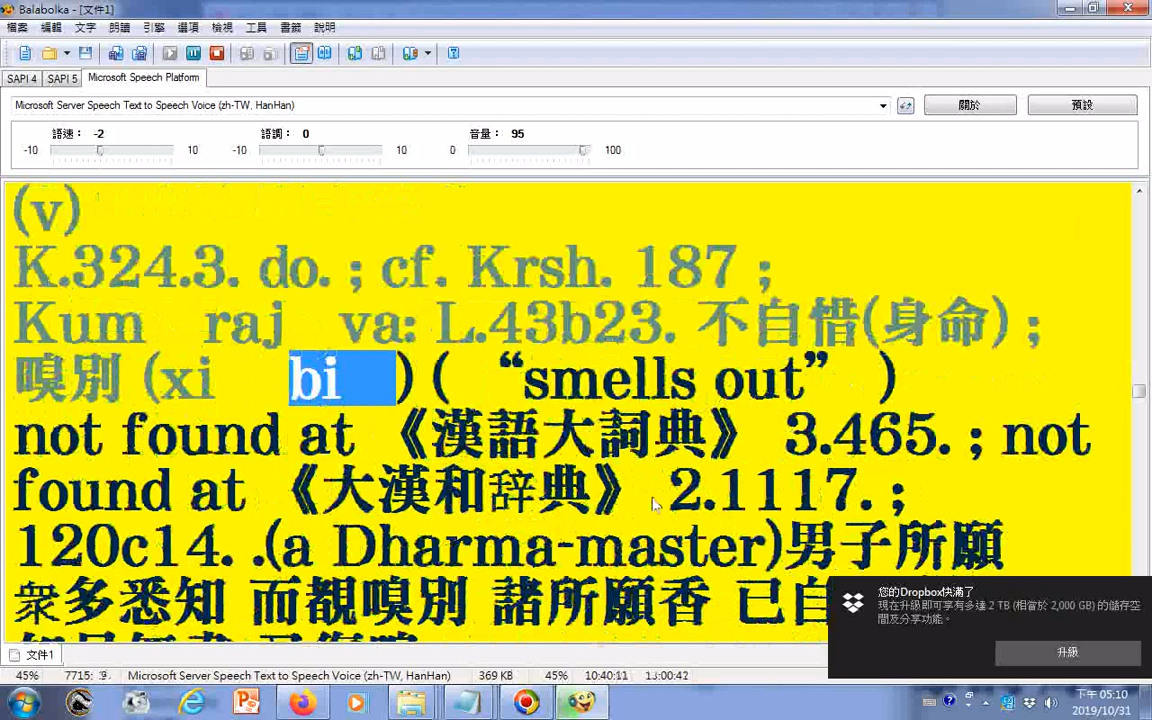 Balabolka - [文件1]
檔案 編輯 文字 朗讀 引擎 選項 檢視 工具 書籤 說明
SAPI 4 SAPI 5 Microsoft Speech Platform
Microsoft Server Speech Text to Speech Voice (zh-TW, HanHan) 關於 預設
語速： -2 語調： 0 音量： 95
-10 10 -10 10 0 100
(v)
K.324.3. do. ; cf. Krsh. 187 ;
Kum raj va: L.43b23. 不自惜(身命) ;
嗅別 (xi bi )( “smells out” )
not found at 《漢語大詞典》 3.465. ; not
found at 《大漢和辞典》 2.1117. ;
120c14. .(a Dharma-master)男子所願
衆多悉知 而覩嗅別 諸所願香 已自
您的Dropbox快滿了
現在升級即可享有多達 2 TB (相當於 2,000 GB) 的儲存空
間及分享功能。
升級
文件1
45% Microsoft Server Speech Text to Speech Voice (zh-TW, HanHan) 369 KB 45% 10:40:11 13:00:42
下午 05:10
2019/10/31